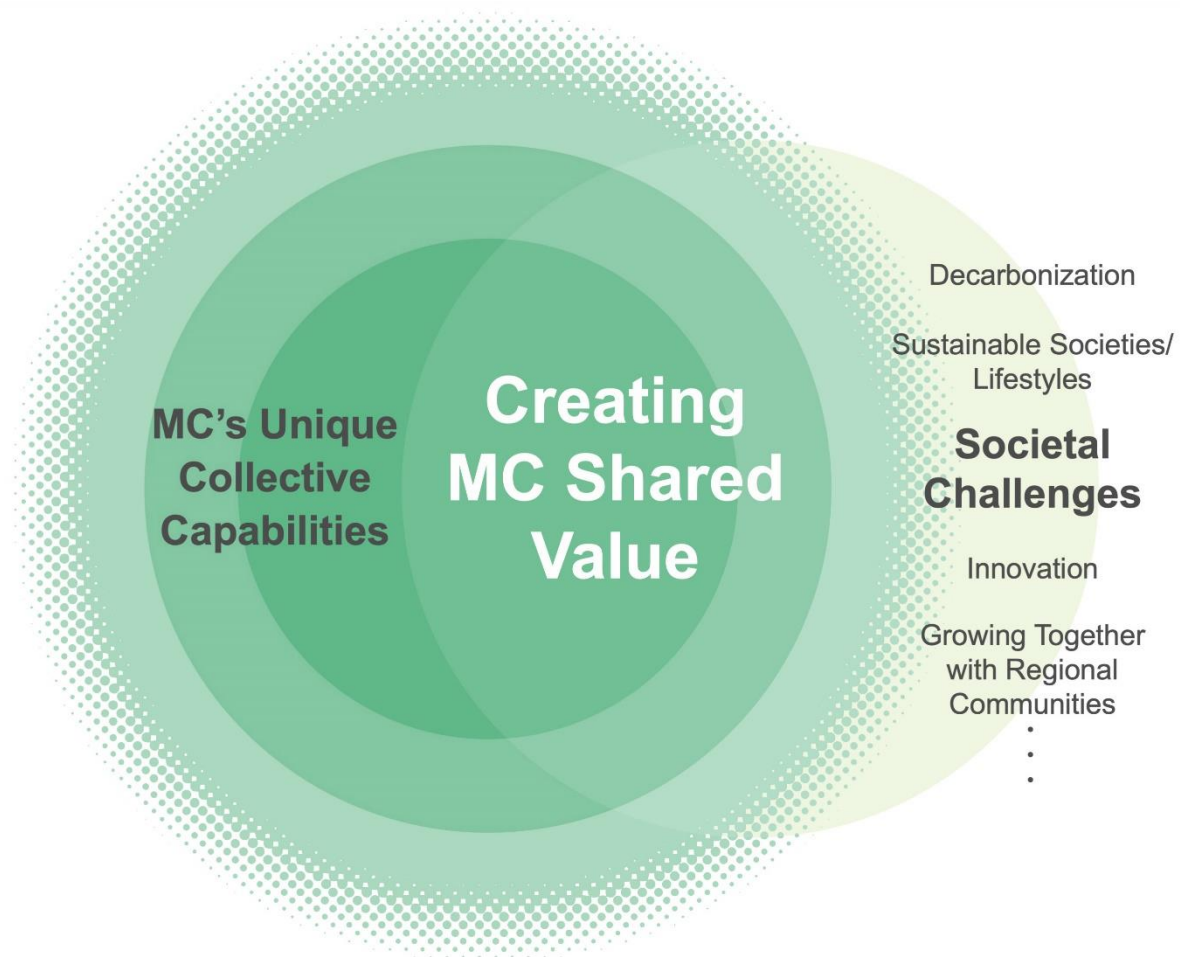 MC’s Unique
Collective
Capabilities
Creating
MC Shared
Value
Decarbonization
Sustainable Societies/
Lifestyles
Societal
Challenges
Innovation
Growing Together
with Regional
Communities
.
.
.